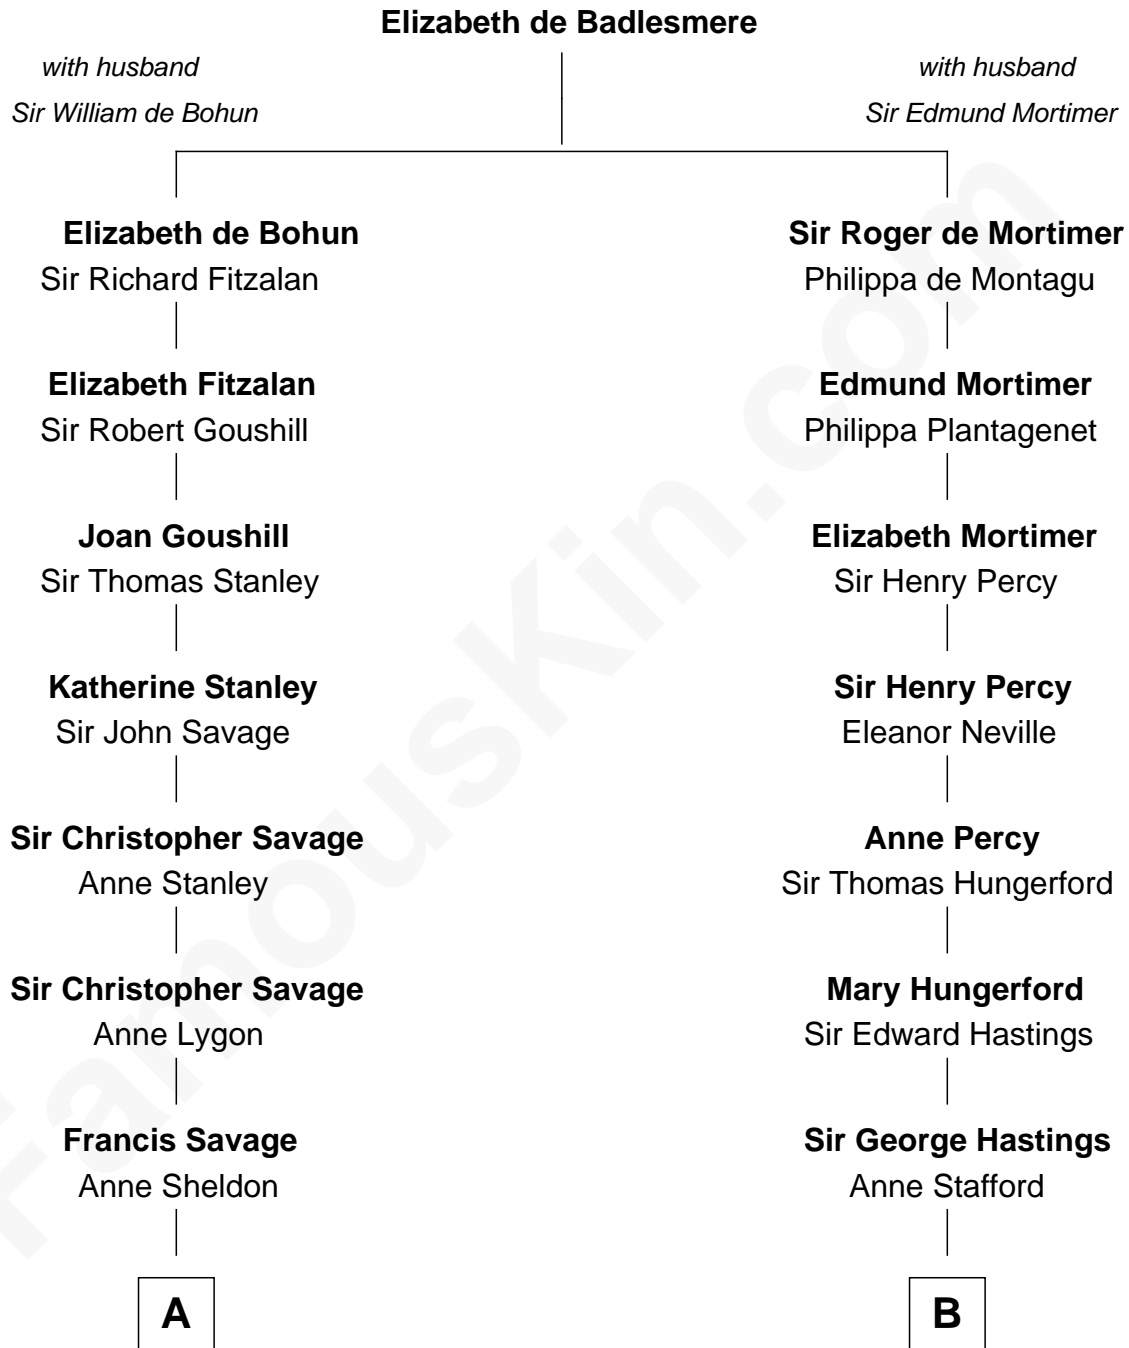 Elizabeth de Badlesmere
with husband
Sir William de Bohun
with husband
Sir Edmund Mortimer
Elizabeth de Bohun
Sir Richard Fitzalan
Sir Roger de Mortimer
Philippa de Montagu
Elizabeth Fitzalan
Sir Robert Goushill
Edmund Mortimer
Philippa Plantagenet
Joan Goushill
Sir Thomas Stanley
Elizabeth Mortimer
Sir Henry Percy
Katherine Stanley
Sir John Savage
Sir Henry Percy
Eleanor Neville
Sir Christopher Savage
Anne Stanley
Anne Percy
Sir Thomas Hungerford
Sir Christopher Savage
Anne Lygon
Mary Hungerford
Sir Edward Hastings
Francis Savage
Anne Sheldon
Sir George Hastings
Anne Stafford
A
B
FamousKin.com